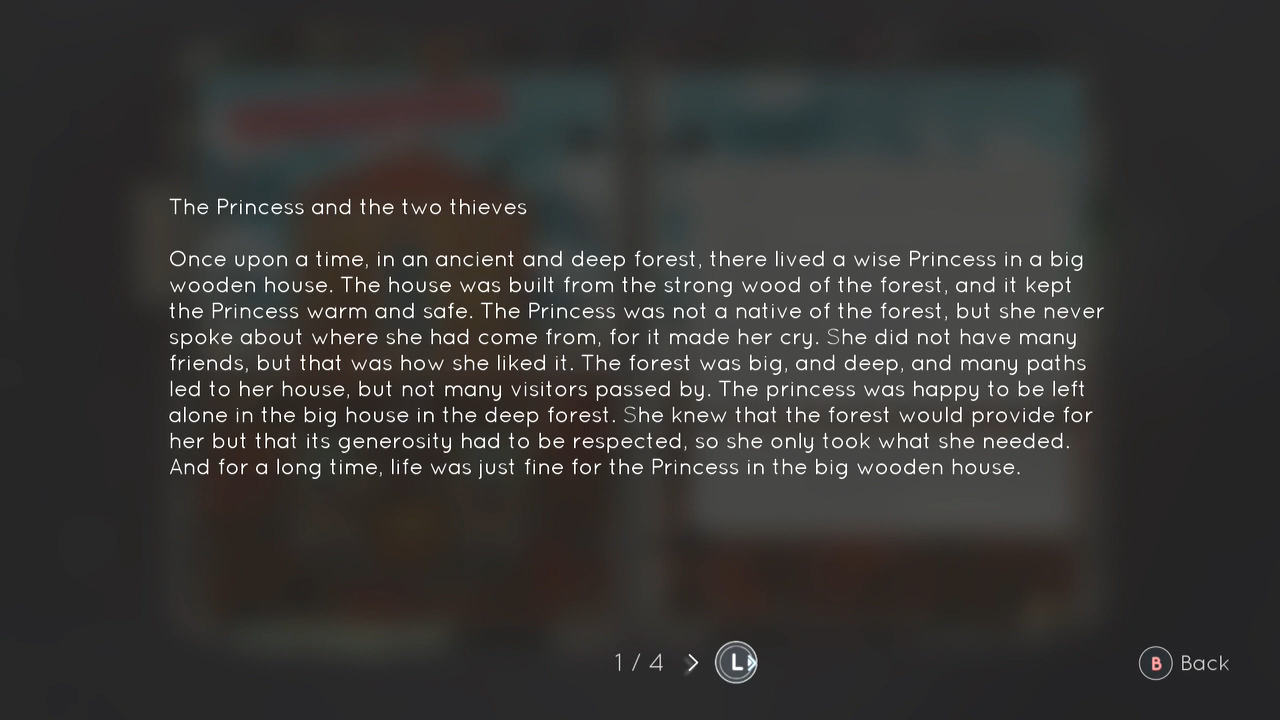 The Princess and the two thieves
Once upon a time, in an ancient and deep forest, there lived a wise Princess in a big
wooden house. The house was built from the strong wood of the forest, and it kept
the Princess warm and safe. The Princess was not a native of the forest, but she never
spoke about where she had come from, for it made her cry. She did not have many
friends, but that was how she liked it. The forest was big, and deep, and many paths
led to her house, but not many visitors passed by. The princess was happy to be left
alone in the big house in the deep forest. She knew that the forest would provide for
her but that its generosity had to be respected, so she only took what she needed.
And for a long time, life was just fine for the Princess in the big wooden house.
1 / 4 > L
B Back